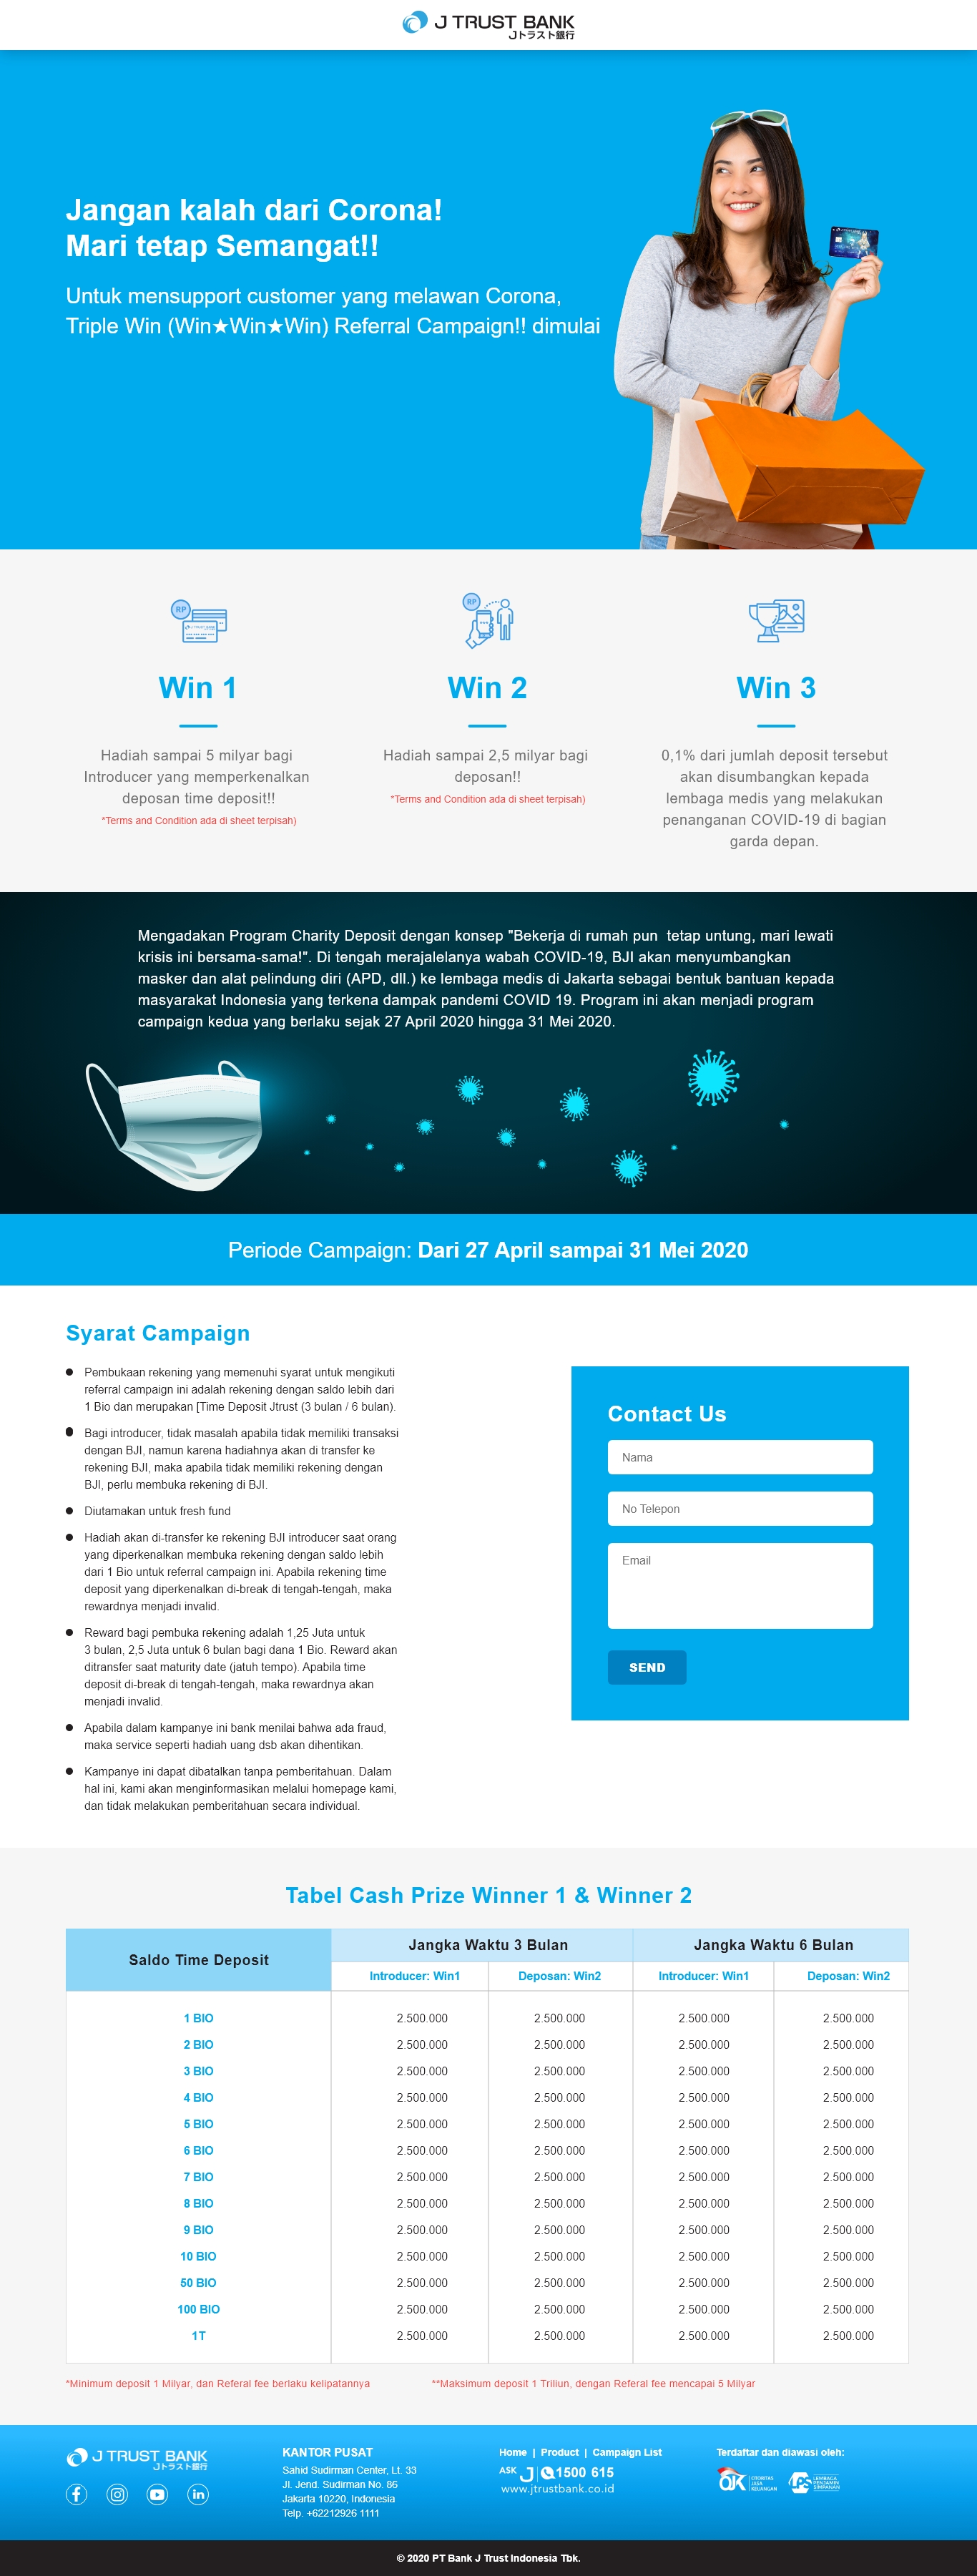 J TRUST BANK
Jトラスト銀行
Jangan kalah dari Corona!
Mari tetap Semangat!!
Untuk mensupport customer yang melawan Corona,
Triple Win (Win★Win★Win) Referral Campaign!! dimulai
RP
RP
Win 1
Win 2
Win 3
Hadiah sampai 5 milyar bagi
Introducer yang memperkenalkan
deposan time deposit!!
*Terms and Condition ada di sheet terpisah)
Hadiah sampai 2,5 milyar bagi
deposan!!
*Terms and Condition ada di sheet terpisah)
0,1% dari jumlah deposit tersebut
akan disumbangkan kepada
lembaga medis yang melakukan
penanganan COVID-19 di bagian
garda depan.
Mengadakan Program Charity Deposit dengan konsep "Bekerja di rumah pun  tetap untung, mari lewati
krisis ini bersama-sama!". Di tengah merajalelanya wabah COVID-19, BJI akan menyumbangkan
masker dan alat pelindung diri (APD, dll.) ke lembaga medis di Jakarta sebagai bentuk bantuan kepada
masyarakat Indonesia yang terkena dampak pandemi COVID 19. Program ini akan menjadi program
campaign kedua yang berlaku sejak 27 April 2020 hingga 31 Mei 2020.
Periode Campaign: Dari 27 April sampai 31 Mei 2020
Syarat Campaign
Pembukaan rekening yang memenuhi syarat untuk mengikuti
referral campaign ini adalah rekening dengan saldo lebih dari
1 Bio dan merupakan [Time Deposit Jtrust (3 bulan / 6 bulan).
Bagi introducer, tidak masalah apabila tidak memiliki transaksi
dengan BJI, namun karena hadiahnya akan di transfer ke
rekening BJI, maka apabila tidak memiliki rekening dengan
BJI, perlu membuka rekening di BJI.
Diutamakan untuk fresh fund
Hadiah akan di-transfer ke rekening BJI introducer saat orang
yang diperkenalkan membuka rekening dengan saldo lebih
dari 1 Bio untuk referral campaign ini. Apabila rekening time
deposit yang diperkenalkan di-break di tengah-tengah, maka
rewardnya menjadi invalid.
Reward bagi pembuka rekening adalah 1,25 Juta untuk
3 bulan, 2,5 Juta untuk 6 bulan bagi dana 1 Bio. Reward akan
ditransfer saat maturity date (jatuh tempo). Apabila time
deposit di-break di tengah-tengah, maka rewardnya akan
menjadi invalid.
Apabila dalam kampanye ini bank menilai bahwa ada fraud,
maka service seperti hadiah uang dsb akan dihentikan.
Kampanye ini dapat dibatalkan tanpa pemberitahuan. Dalam
hal ini, kami akan menginformasikan melalui homepage kami,
dan tidak melakukan pemberitahuan secara individual.
Contact Us
Nama
No Telepon
Email
SEND
Tabel Cash Prize Winner 1 & Winner 2
Saldo Time Deposit Jangka Waktu 3 Bulan Jangka Waktu 6 Bulan
Introducer: Win1 Deposan: Win2 Introducer: Win1 Deposan: Win2
1 BIO 2.500.000 2.500.000 2.500.000 2.500.000
2 BIO 2.500.000 2.500.000 2.500.000 2.500.000
3 BIO 2.500.000 2.500.000 2.500.000 2.500.000
4 BIO 2.500.000 2.500.000 2.500.000 2.500.000
5 BIO 2.500.000 2.500.000 2.500.000 2.500.000
6 BIO 2.500.000 2.500.000 2.500.000 2.500.000
7 BIO 2.500.000 2.500.000 2.500.000 2.500.000
8 BIO 2.500.000 2.500.000 2.500.000 2.500.000
9 BIO 2.500.000 2.500.000 2.500.000 2.500.000
10 BIO 2.500.000 2.500.000 2.500.000 2.500.000
50 BIO 2.500.000 2.500.000 2.500.000 2.500.000
100 BIO 2.500.000 2.500.000 2.500.000 2.500.000
1T 2.500.000 2.500.000 2.500.000 2.500.000
*Minimum deposit 1 Milyar, dan Referal fee berlaku kelipatannya
**Maksimum deposit 1 Triliun, dengan Referal fee mencapai 5 Milyar
J TRUST BANK
Jトラスト銀行
KANTOR PUSAT
Sahid Sudirman Center, Lt. 33
Jl. Jend. Sudirman No. 86
Jakarta 10220, Indonesia
Telp. +62212926 1111
Home | Product | Campaign List
ASK J 1500 615
www.jtrustbank.co.id
Terdaftar dan diawasi oleh:
OJK OTORITAS JASA KEUANGAN
LPS LEMBAGA PENJAMIN SIMPANAN
© 2020 PT Bank J Trust Indonesia Tbk.